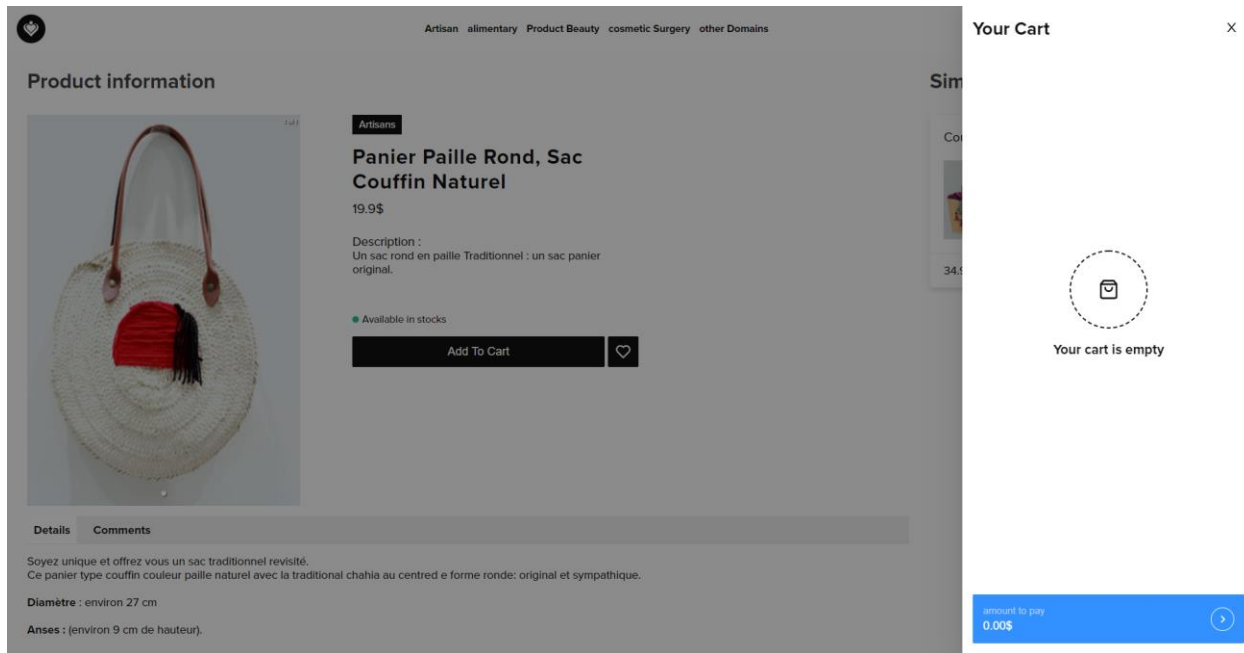 Artisan alimentary Product Beauty cosmetic Surgery other Domains
Product information
1 of 1
Artisans
Panier Paille Rond, Sac
Couffin Naturel
19.9$
Description :
Un sac rond en paille Traditionnel : un sac panier
original.
Available in stocks
Add To Cart
Details Comments
Soyez unique et offrez vous un sac traditionnel revisité.
Ce panier type couffin couleur paille naturel avec la traditional chahia au centred e forme ronde: original et sympathique.
Diamètre : environ 27 cm
Anses : (environ 9 cm de hauteur).
Sim
Cou
34.9
Your Cart X
Your cart is empty
amount to pay
0.00$